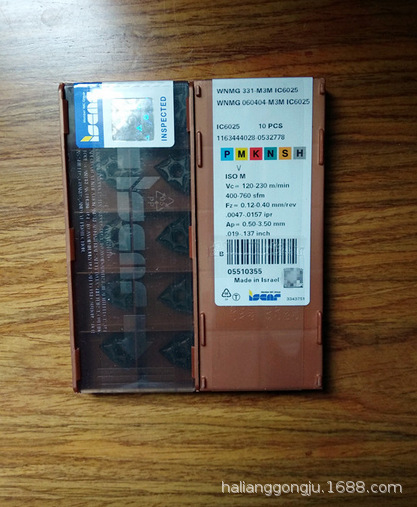 iscar
INSPECTED
WNMG 331-M3M IC6025
WNMG 060404-M3M IC6025
IC6025 10 PCS
1163444028-0532778
P M K N S H
V
ISO M
Vc = 120-230 m/min
400-760 sfm
Fz = 0.12-0.40 mm/rev
.0047-.0157 ipr
Ap = 0.50-3.50 mm
.019-.137 inch
05510355
Made in Israel
iscar
3343759
halianggongju.1688.com